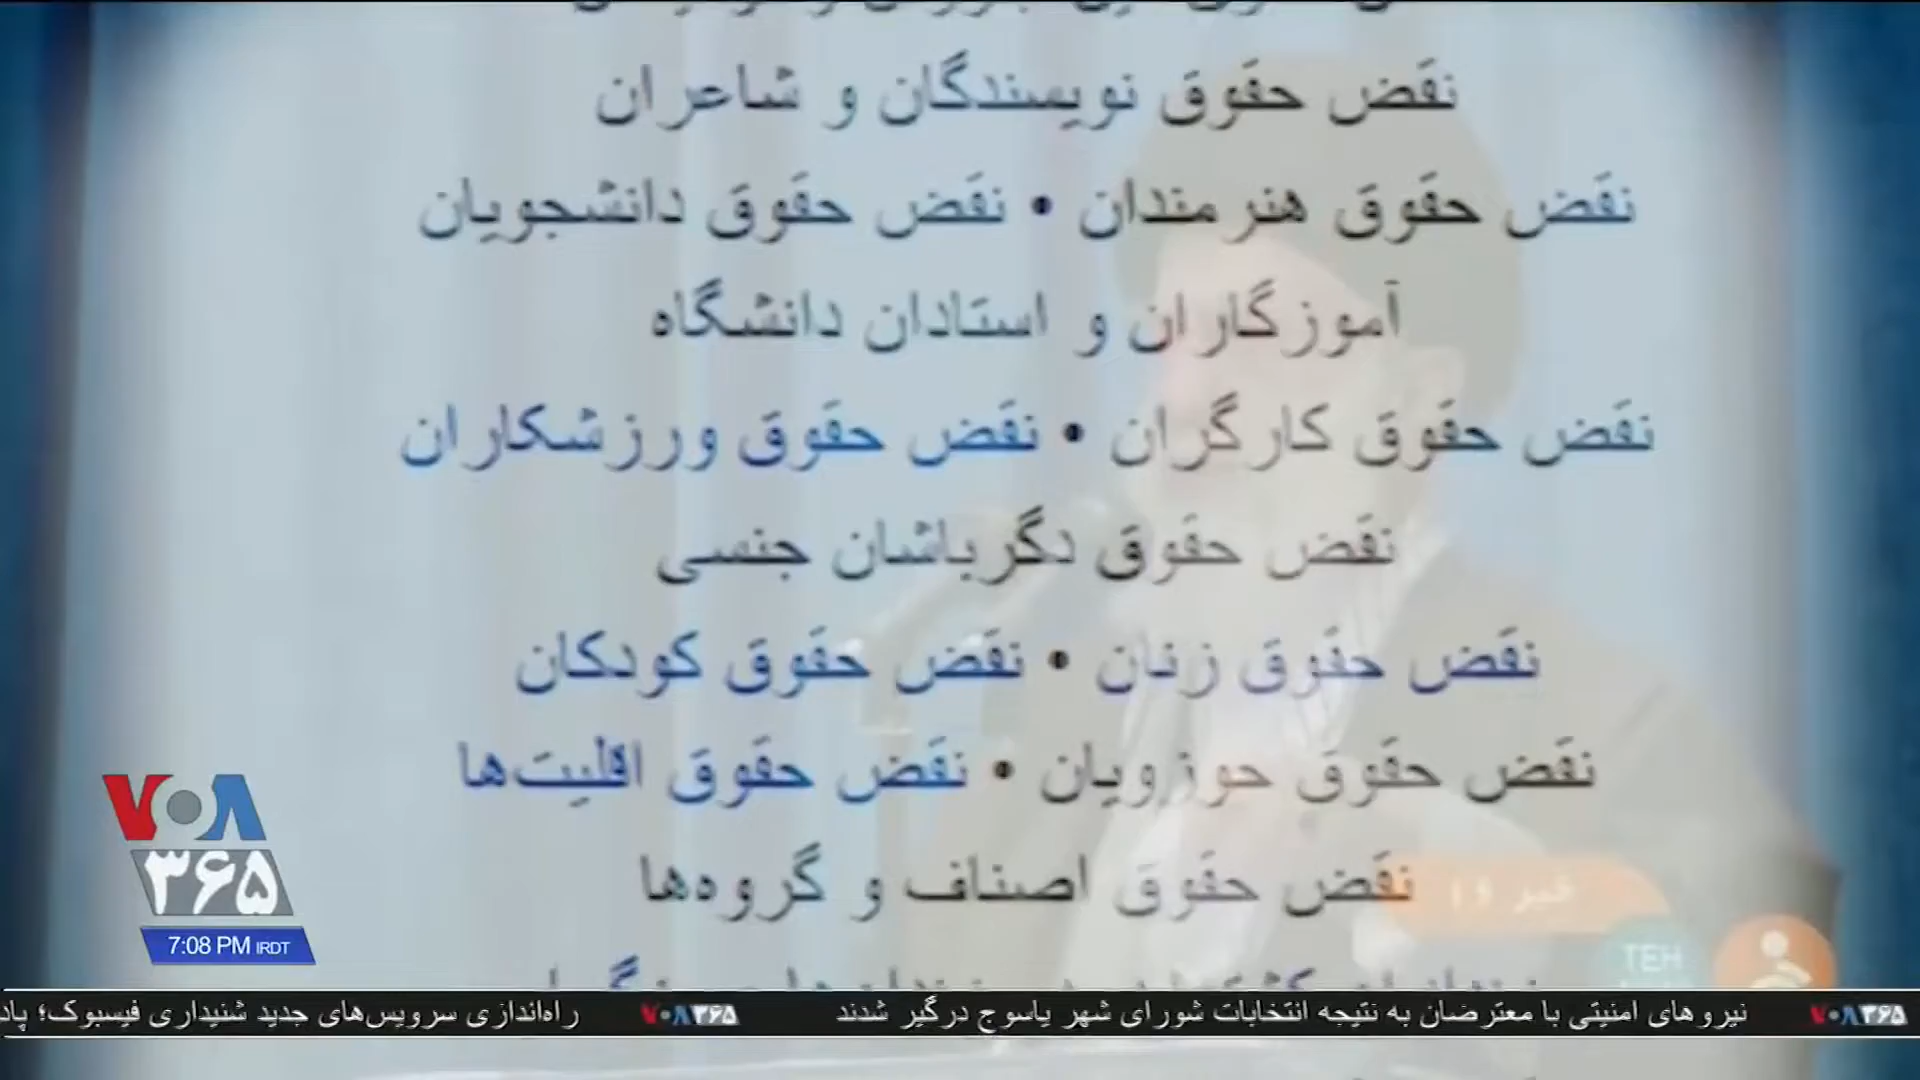 نقض حقوق نویسندگان و شاعران
نقض حقوق هنرمندان • نقض حقوق دانشجویان
آموزگاران و استادان دانشگاه
نقض حقوق کارگران • نقض حقوق ورزشکاران
نقض حقوق دگرباشان جنسی
نقض حقوق زنان • نقض حقوق کودکان
نقض حقوق حوزویان • نقض حقوق اقلیت‌ها
نقض حقوق اصناف و گروه‌ها
خبر ۱۹
TEH
VOA
۳۶۵
7:08 PM IRDT
VOA۳۶۵ نیروهای امنیتی با معترضان به نتیجه انتخابات شورای شهر یاسوج درگیر شدند VOA۳۶۵ راه‌اندازی سرویس‌های جدید شنیداری فیسبوک؛